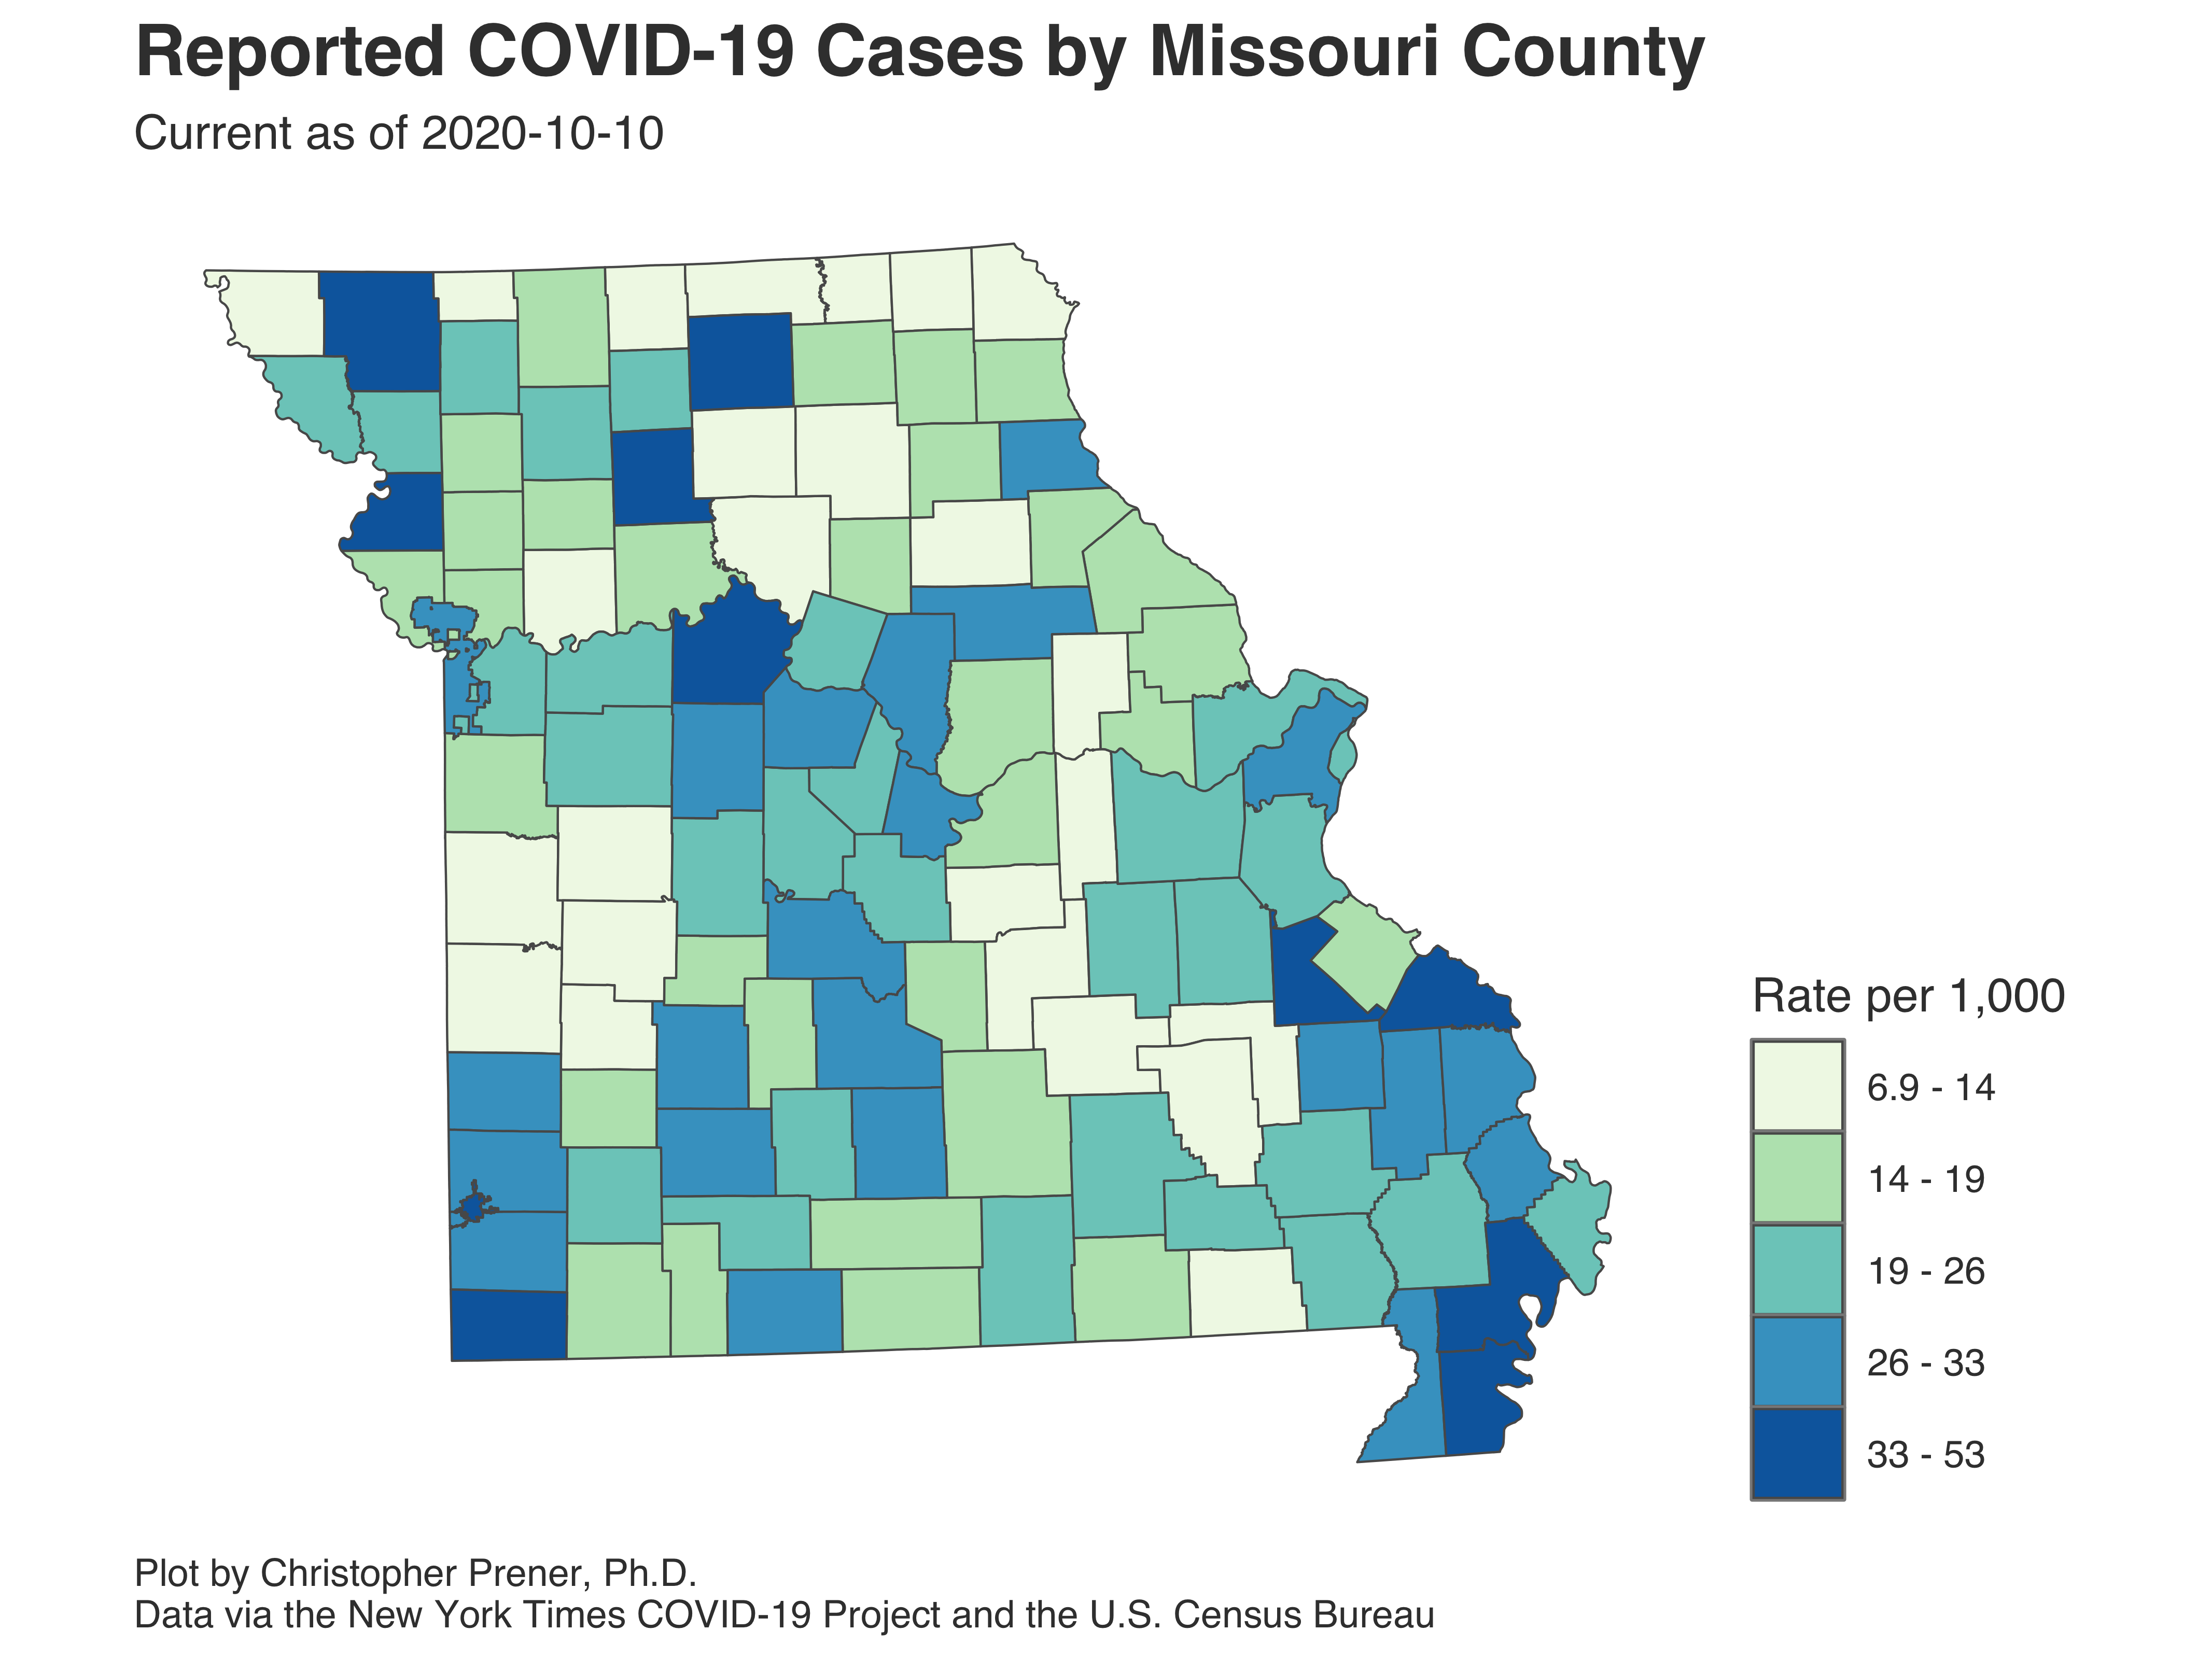 Reported COVID-19 Cases by Missouri County
Current as of 2020-10-10
Rate per 1,000
6.9 - 14
14 - 19
19 - 26
26 - 33
33 - 53
Plot by Christopher Prener, Ph.D.
Data via the New York Times COVID-19 Project and the U.S. Census Bureau